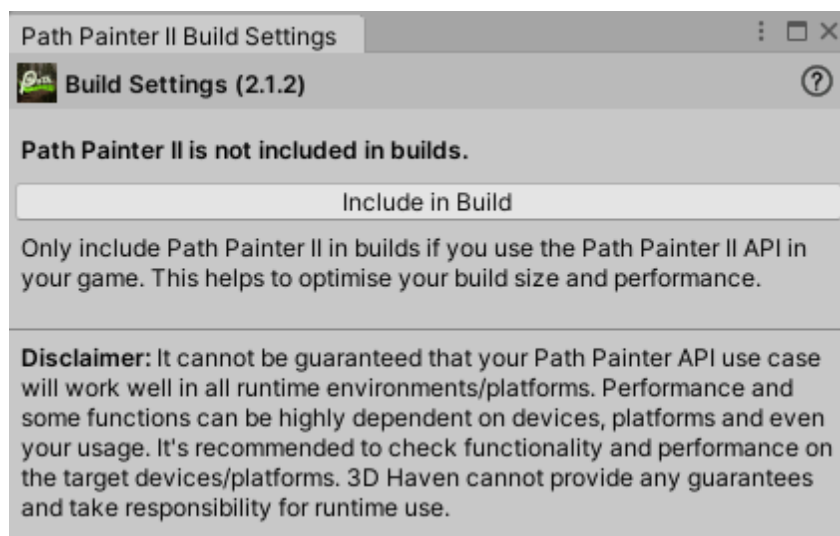 Path Painter II Build Settings
Build Settings (2.1.2)
Path Painter II is not included in builds.
Include in Build
Only include Path Painter II in builds if you use the Path Painter II API in
your game. This helps to optimise your build size and performance.
Disclaimer: It cannot be guaranteed that your Path Painter API use case
will work well in all runtime environments/platforms. Performance and
some functions can be highly dependent on devices, platforms and even
your usage. It's recommended to check functionality and performance on
the target devices/platforms. 3D Haven cannot provide any guarantees
and take responsibility for runtime use.